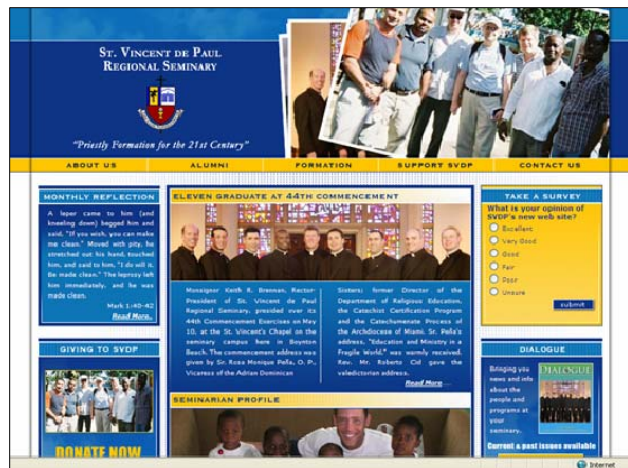 ST. VINCENT DE PAUL
REGIONAL SEMINARY
"Priestly Formation for the 21st Century"
ABOUT US
ALUMNI
FORMATION
SUPPORT SVDP
CONTACT US
MONTHLY REFLECTION
A leper came to him (and
kneeling down) begged him and
said, "If you wish, you can make
me clean." Moved with pity, he
stretched out his hand, touched
him, and said to him, "I do will it.
Be made clean." The leprosy left
him immediately, and he was
made clean.
Mark 1:40-42
Read More..
GIVING TO SVDP
DONATE NOW
ELEVEN GRADUATE AT 44TH COMMENCEMENT
Monsignor Keith R. Brennan, Rector-
President of St. Vincent de Paul
Regional Seminary, presided over its
44th Commencement Exercises on May
10, at the St. Vincent's Chapel on the
seminary campus here in Boynton
Beach. The commencement address was
given by Sr. Rosa Monique Peña, O. P.,
Vicaress of the Adrian Dominican
Sisters; former Director of the
Department of Religious Education,
the Catechist Certification Program
and the Catechumenate Process of
the Archdiocese of Miami. Sr. Peña's
address, "Education and Ministry in a
Fragile World," was warmly received.
Rev. Mr. Roberto Cid gave the
valedictorian address.
Read More....
SEMINARIAN PROFILE
TAKE A SURVEY
What is your opinion of
SVDP's new web site?
Excellent
Very Good
Good
Fair
Poor
Unsure
submit
DIALOGUE
Bringing you
news and info
about the
people and
programs at
your
seminary.
DIALOGUE
Current & past issues available
Internet